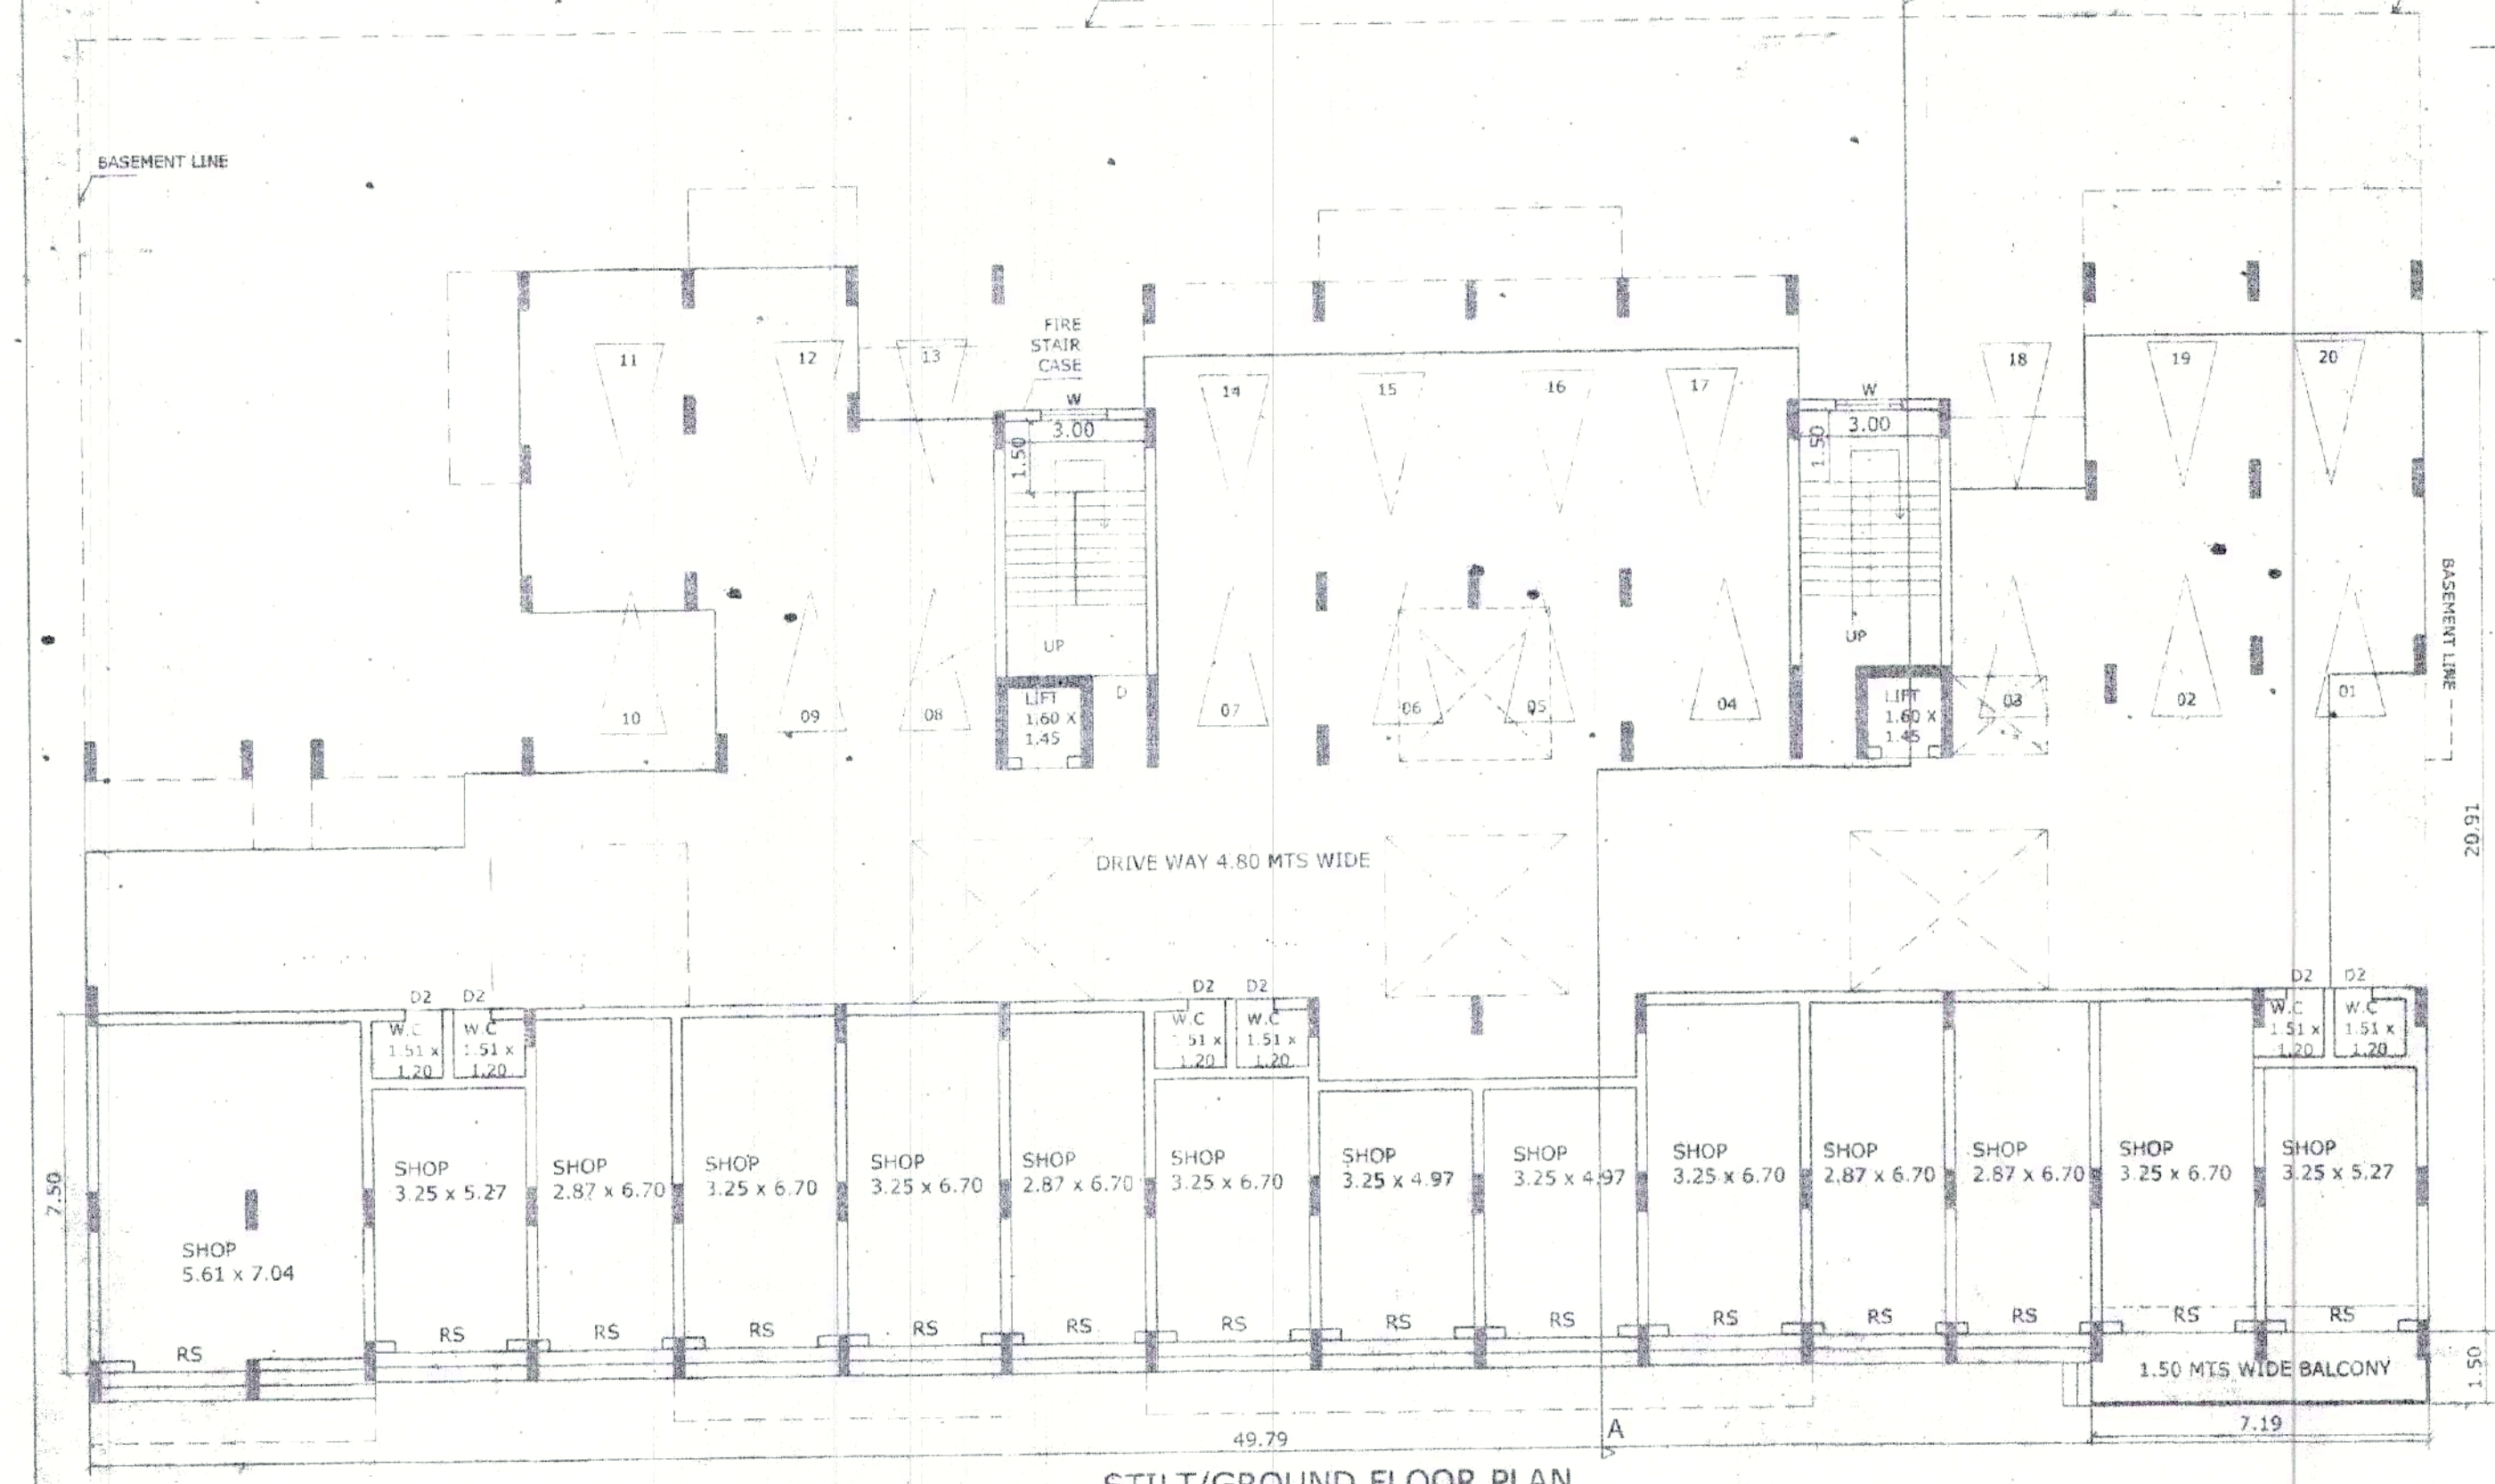 BASEMENT LINE
FIRE
STAIR
CASE
11
12
13
14
15
16
17
18
19
20
W
3.00
1.50
W
3.00
1.50
UP
UP
BASEMENT LINE
LIFT
1.60 X
1.45
D
LIFT
1.60 X
1.45
10
09
08
07
06
05
04
03
02
01
20.91
DRIVE WAY 4.80 MTS WIDE
D2
D2
D2
D2
D2
D2
W.C
1.51 x
1.20
W.C
1.51 x
1.20
W.C
1.51 x
1.20
W.C
1.51 x
1.20
W.C
1.51 x
1.20
W.C
1.51 x
1.20
7.50
SHOP
5.61 x 7.04
SHOP
3.25 x 5.27
SHOP
2.87 x 6.70
SHOP
3.25 x 6.70
SHOP
3.25 x 6.70
SHOP
2.87 x 6.70
SHOP
3.25 x 6.70
SHOP
3.25 x 4.97
SHOP
3.25 x 4.97
SHOP
3.25 x 6.70
SHOP
2.87 x 6.70
SHOP
2.87 x 6.70
SHOP
3.25 x 6.70
SHOP
3.25 x 5.27
RS
RS
RS
RS
RS
RS
RS
RS
RS
RS
RS
RS
RS
RS
1.50 MTS WIDE BALCONY
1.50
7.19
49.79
A
STILT/GROUND FLOOR PLAN